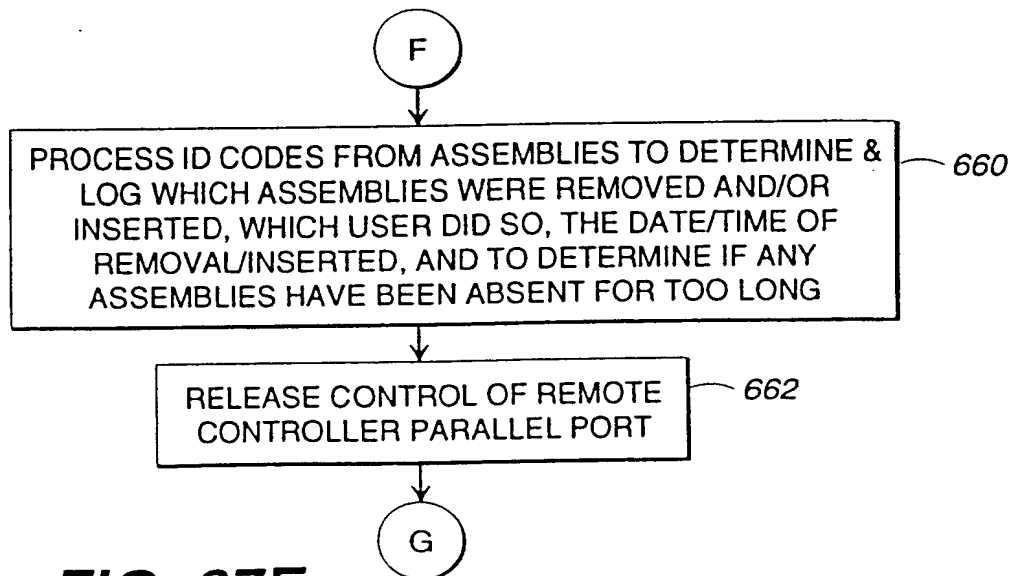 F
PROCESS ID CODES FROM ASSEMBLIES TO DETERMINE &
LOG WHICH ASSEMBLIES WERE REMOVED AND/OR
INSERTED, WHICH USER DID SO, THE DATE/TIME OF
REMOVAL/INSERTED, AND TO DETERMINE IF ANY
ASSEMBLIES HAVE BEEN ABSENT FOR TOO LONG
660
RELEASE CONTROL OF REMOTE
CONTROLLER PARALLEL PORT
662
G